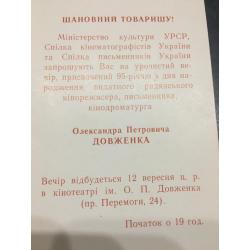 ШАНОВНИЙ ТОВАРИШУ!
Міністерство культури УРСР,
Спілка кінематографістів України
та Спілка письменників України
запрошують Вас на урочистий ве-
чір, присвячений 95-річчю з дня на-
родження видатного радянського
кінорежисера, письменника,
кінодраматурга
Олександра Петровича
ДОВЖЕНКА
Вечір відбудеться 12 вересня ц. р.
в кінотеатрі ім. О. П. Довженка
(пр. Перемоги, 24).
Початок о 19 год.